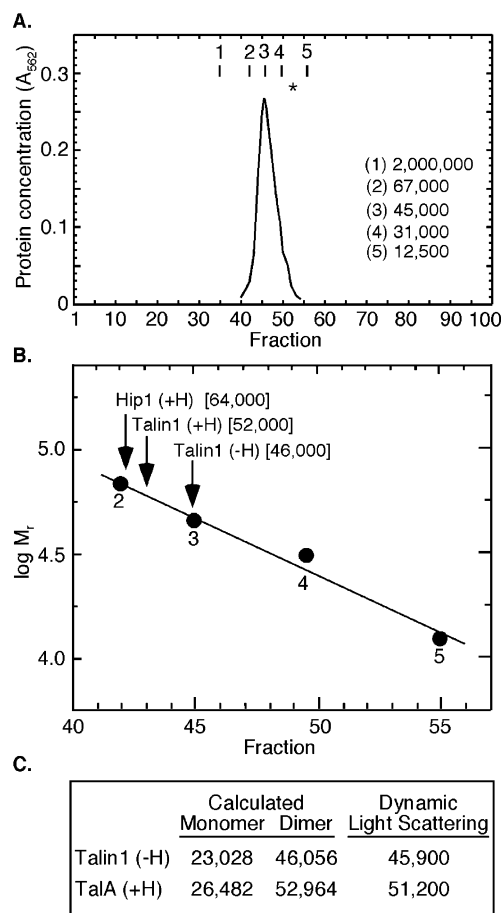 A.
Protein concentration (A562)
0.3
0.2
0.1
0
1 2 3 4 5
*
(1) 2,000,000
(2) 67,000
(3) 45,000
(4) 31,000
(5) 12,500
1 10 20 30 40 50 60 70 80 90 100
Fraction
B.
log Mr
5.0
4.5
4.0
Hip1 (+H) [64,000]
Talin1 (+H) [52,000]
Talin1 (-H) [46,000]
2
3
4
5
40 45 50 55
Fraction
C.
Calculated Dynamic
Monomer Dimer Light Scattering
Talin1 (-H) 23,028 46,056 45,900
TalA (+H) 26,482 52,964 51,200